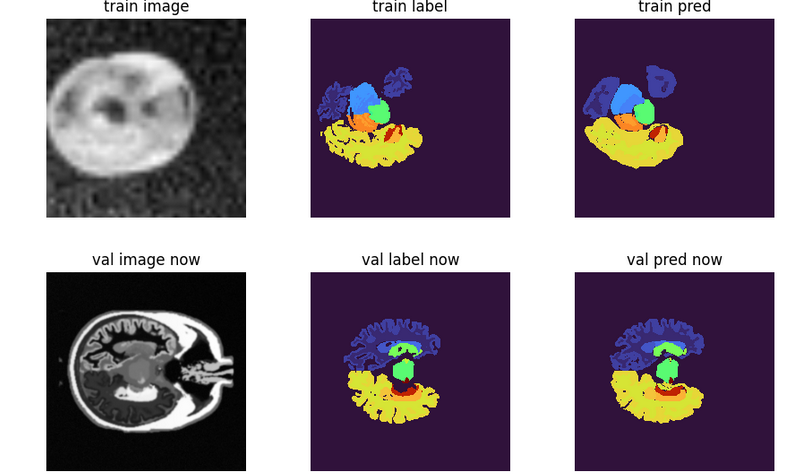 train image
train label
train pred
val image now
val label now
val pred now